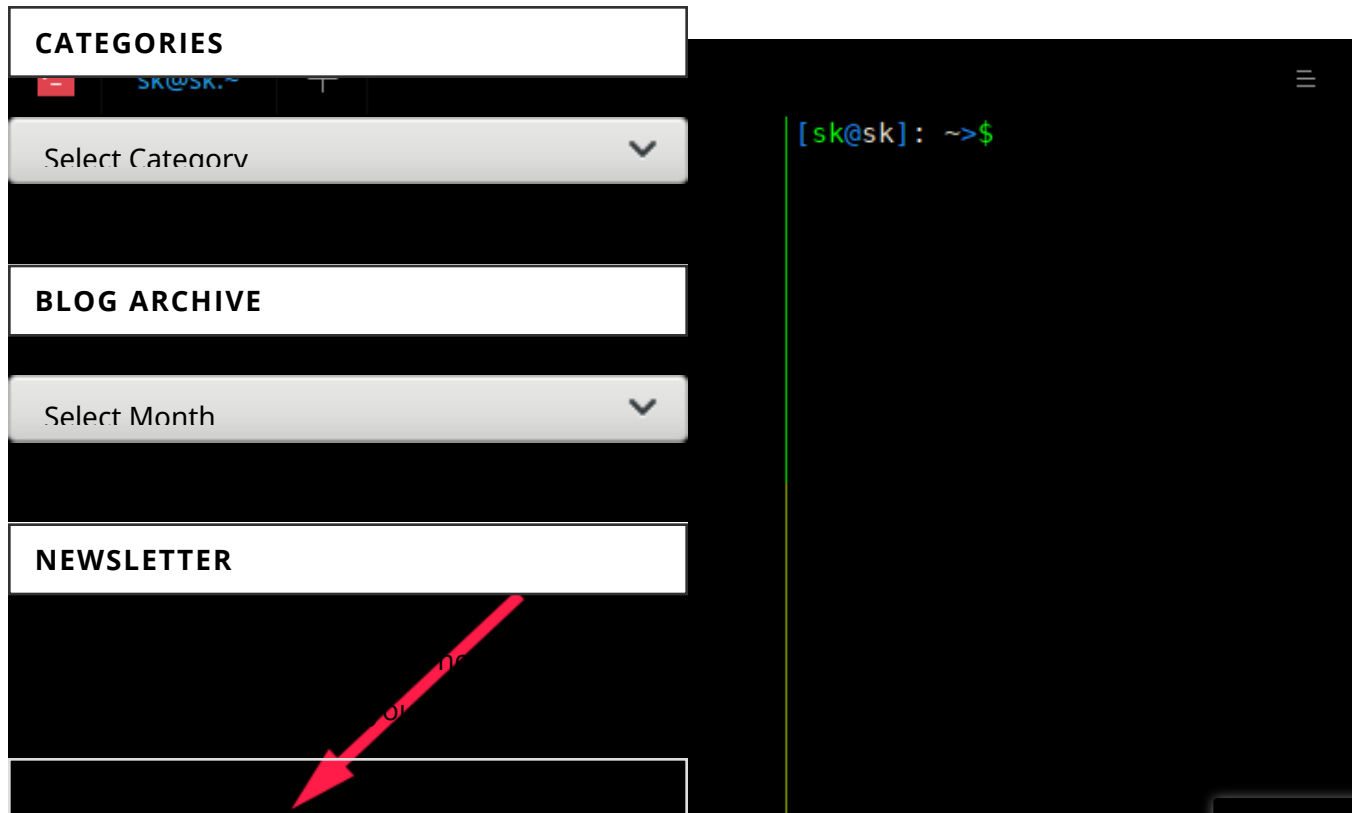 CATEGORIES
sk@sk:~
Select Category
[sk@sk]: ~>$
BLOG ARCHIVE
Select Month
NEWSLETTER